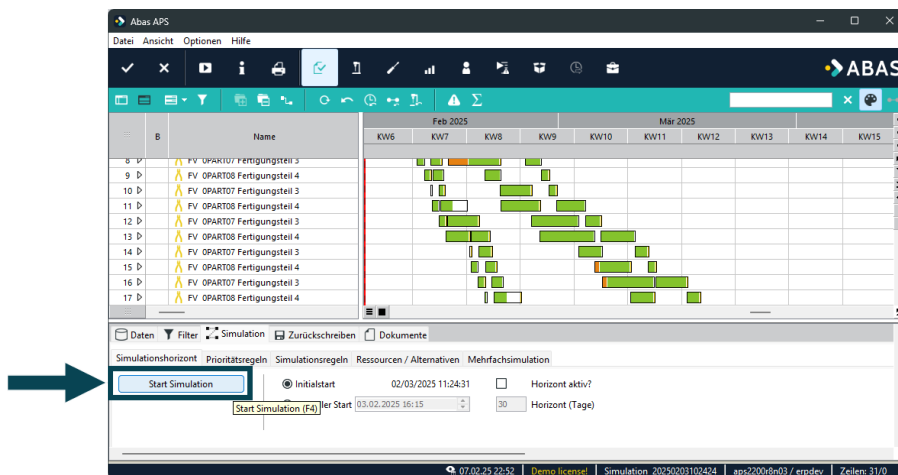 Abas APS
Datei Ansicht Optionen Hilfe
ABAS
Feb 2025 Mär 2025
B Name KW6 KW7 KW8 KW9 KW10 KW11 KW12 KW13 KW14 KW15
8 FV 0PART07 Fertigungsteil 3
9 FV 0PART08 Fertigungsteil 4
10 FV 0PART07 Fertigungsteil 3
11 FV 0PART08 Fertigungsteil 4
12 FV 0PART07 Fertigungsteil 3
13 FV 0PART08 Fertigungsteil 4
14 FV 0PART07 Fertigungsteil 3
15 FV 0PART08 Fertigungsteil 4
16 FV 0PART07 Fertigungsteil 3
17 FV 0PART08 Fertigungsteil 4
Daten Filter Simulation Zurückschreiben Dokumente
Simulationshorizont Prioritätsregeln Simulationsregeln Ressourcen / Alternativen Mehrfachsimulation
Start Simulation Initialstart 02/03/2025 11:24:31 Horizont aktiv?
Start Simulation (F4) Start 03.02.2025 16:15 30 Horizont (Tage)
07.02.25 22:52 Demo license! Simulation_20250203102424 aps2200r8n03 / erpdev Zeilen: 31/0